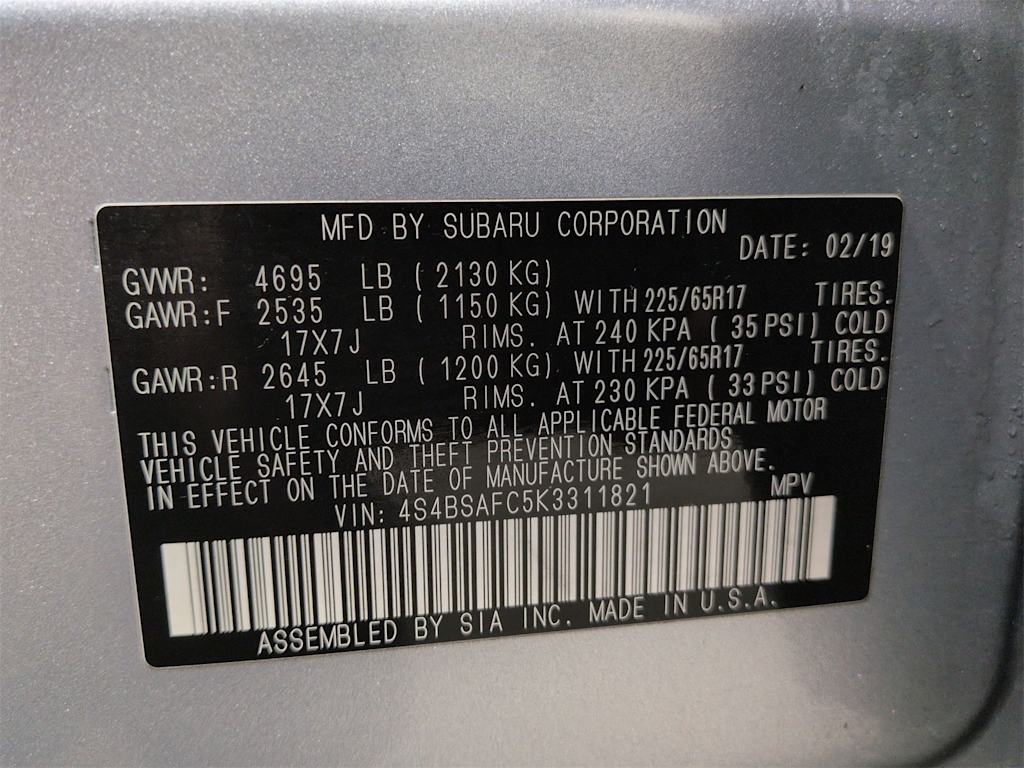 MFD BY SUBARU CORPORATION
DATE: 02/19
GVWR: 4695 LB ( 2130 KG)
GAWR:F 2535 LB ( 1150 KG) WITH 225/65R17 TIRES.
17X7J RIMS. AT 240 KPA ( 35 PSI) COLD
GAWR:R 2645 LB ( 1200 KG) WITH 225/65R17 TIRES.
17X7J RIMS. AT 230 KPA ( 33 PSI) COLD
THIS VEHICLE CONFORMS TO ALL APPLICABLE FEDERAL MOTOR
VEHICLE SAFETY AND THEFT PREVENTION STANDARDS
IN EFFECT ON THE DATE OF MANUFACTURE SHOWN ABOVE.
VIN: 4S4BSAFC5K3311821 MPV
ASSEMBLED BY SIA INC. MADE IN U.S.A.